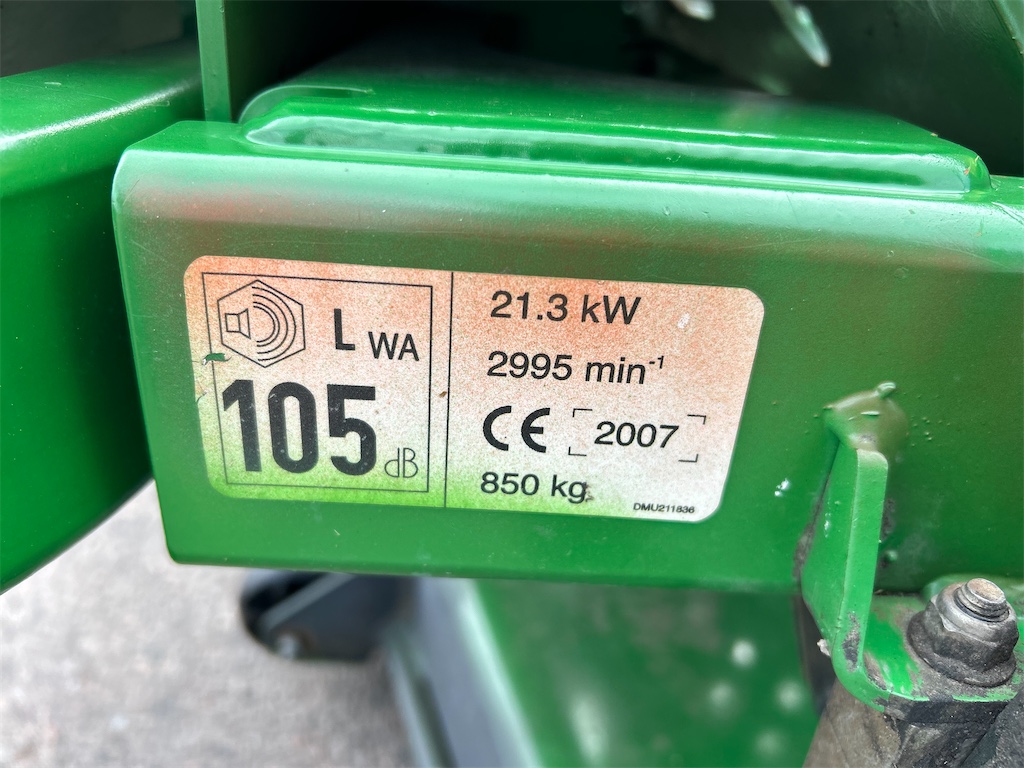 L WA
105 dB
21.3 kW
2995 min⁻¹
CE 2007
850 kg
DMU211836